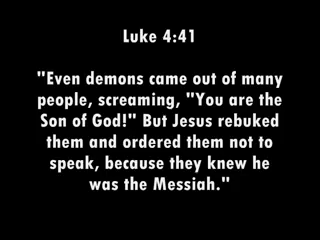 Luke 4:41
"Even demons came out of many
people, screaming, "You are the
Son of God!" But Jesus rebuked
them and ordered them not to
speak, because they knew he
was the Messiah."